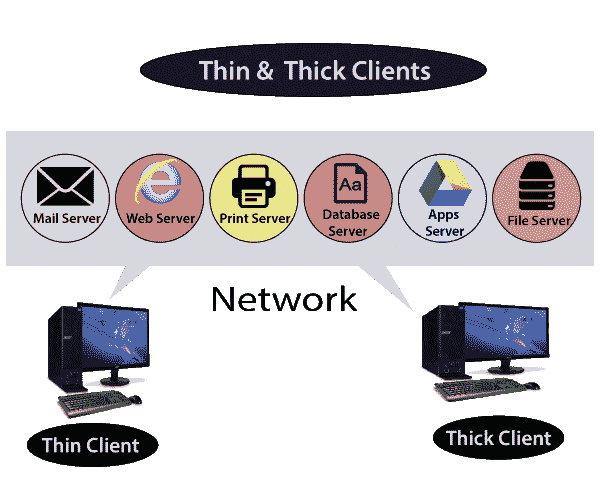 Thin & Thick Clients
Mail Server
Web Server
Print Server
Database
Server
Apps
Server
File Server
Aa
Network
Thin Client
Thick Client